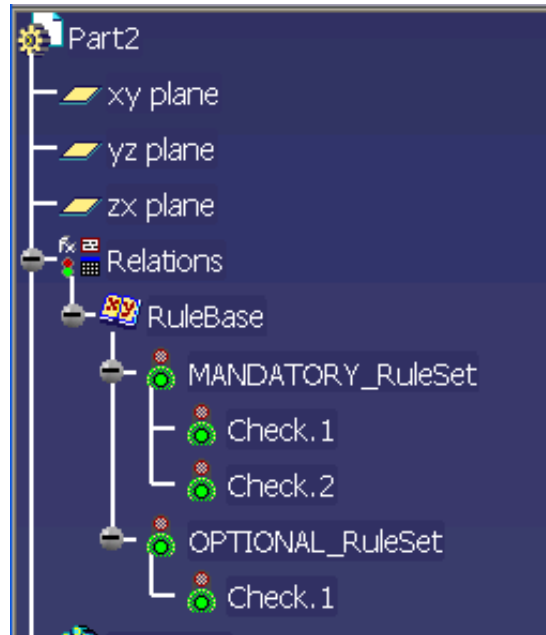 Part2
xy plane
yz plane
zx plane
Relations
RuleBase
MANDATORY_RuleSet
Check.1
Check.2
OPTIONAL_RuleSet
Check.1